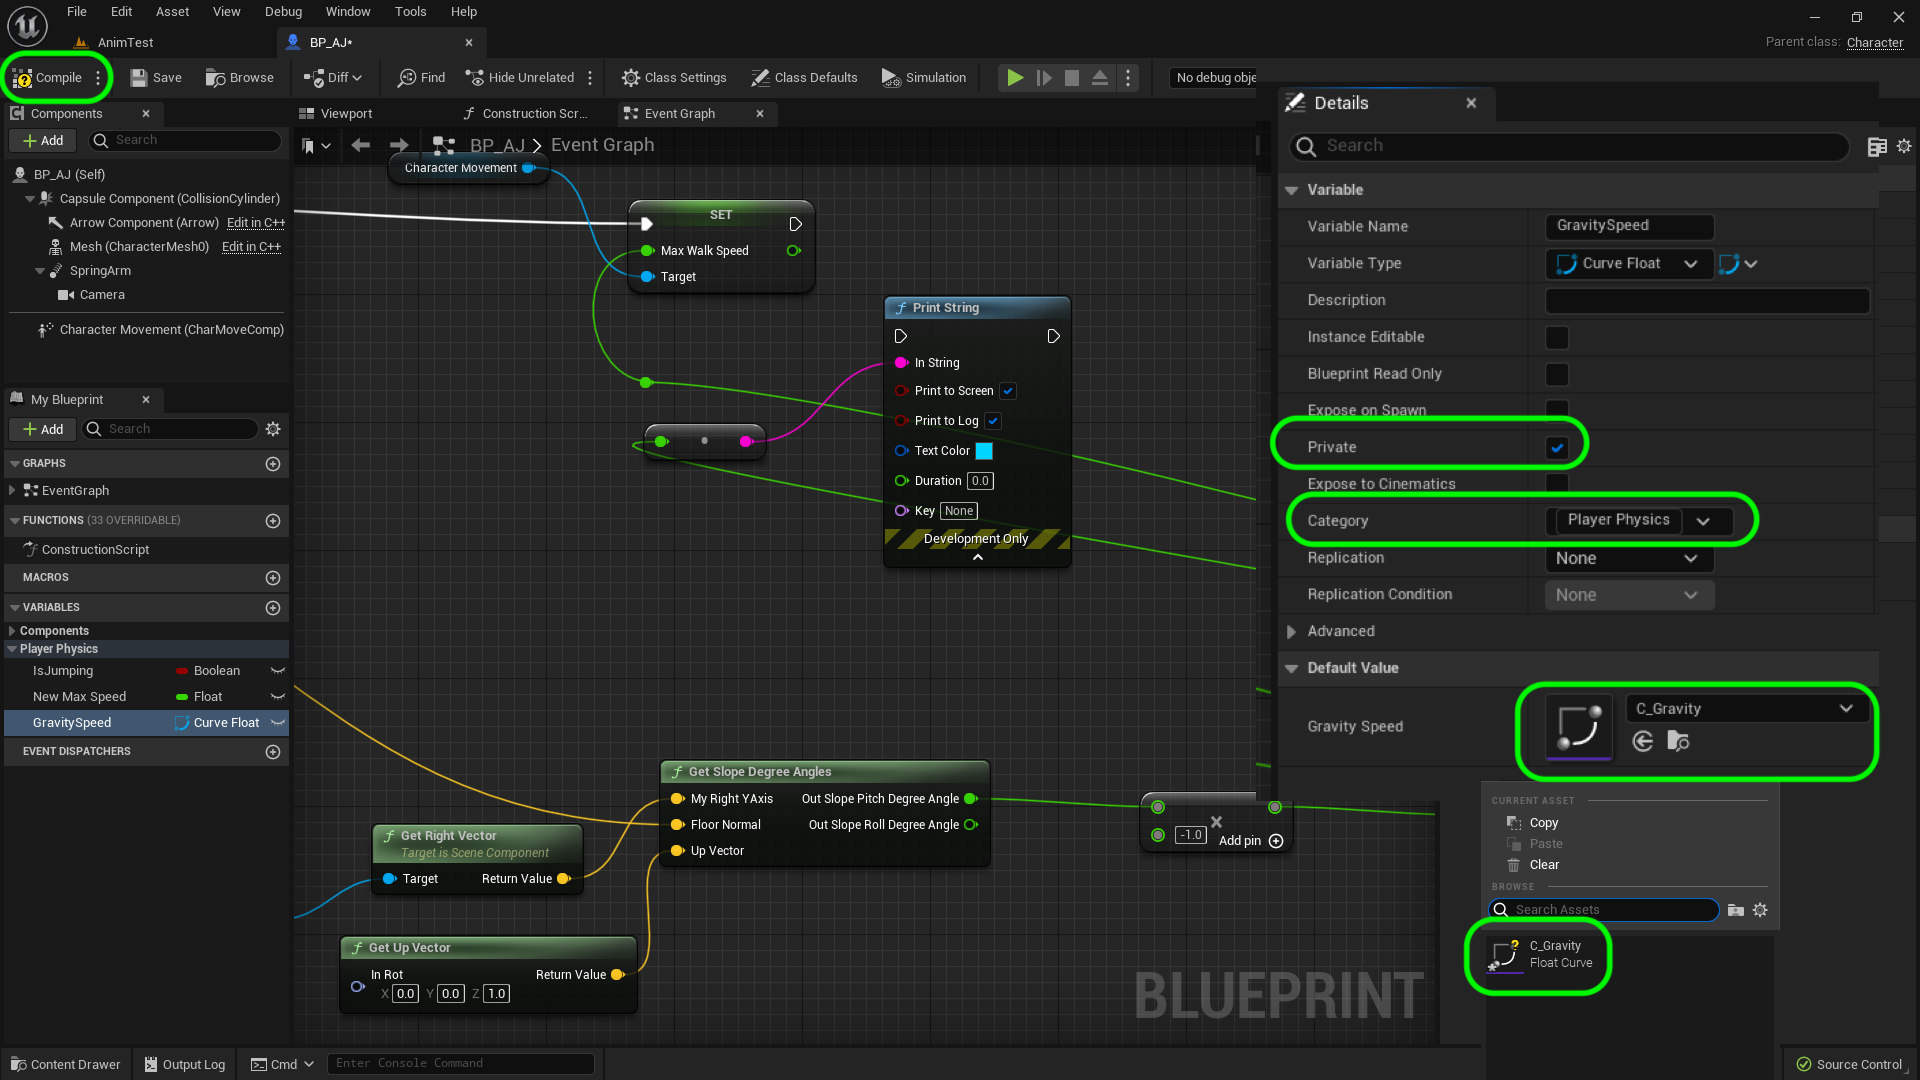 File Edit Asset View Debug Window Tools Help
AnimTest
BP_AJ*
Parent class: Character
Compile
Save
Browse
Diff
Find
Hide Unrelated
Class Settings
Class Defaults
Simulation
No debug obje
Components
Viewport
Construction Scr...
Event Graph
Add
Search
BP_AJ > Event Graph
BP_AJ (Self)
Capsule Component (CollisionCylinder)
Arrow Component (Arrow) Edit in C++
Mesh (CharacterMesh0) Edit in C++
SpringArm
Camera
Character Movement (CharMoveComp)
My Blueprint
Add
Search
GRAPHS
EventGraph
FUNCTIONS (33 OVERRIDABLE)
ConstructionScript
MACROS
VARIABLES
Components
Player Physics
IsJumping Boolean
New Max Speed Float
GravitySpeed Curve Float
EVENT DISPATCHERS
Character Movement
SET
Max Walk Speed
Target
Print String
In String
Print to Screen
Print to Log
Text Color
Duration 0.0
Key None
Development Only
Get Slope Degree Angles
My Right YAxis Out Slope Pitch Degree Angle
Floor Normal Out Slope Roll Degree Angle
Up Vector
Get Right Vector
Target is Scene Component
Target Return Value
Get Up Vector
In Rot Return Value
X 0.0 Y 0.0 Z 1.0
-1.0 Add pin
BLUEPRINT
Details
Search
Variable
Variable Name GravitySpeed
Variable Type Curve Float
Description
Instance Editable
Blueprint Read Only
Expose on Spawn
Private
Expose to Cinematics
Category Player Physics
Replication None
Replication Condition None
Advanced
Default Value
Gravity Speed C_Gravity
CURRENT ASSET
Copy
Paste
Clear
BROWSE
Search Assets
C_Gravity
Float Curve
Content Drawer
Output Log
Cmd
Enter Console Command
Source Control